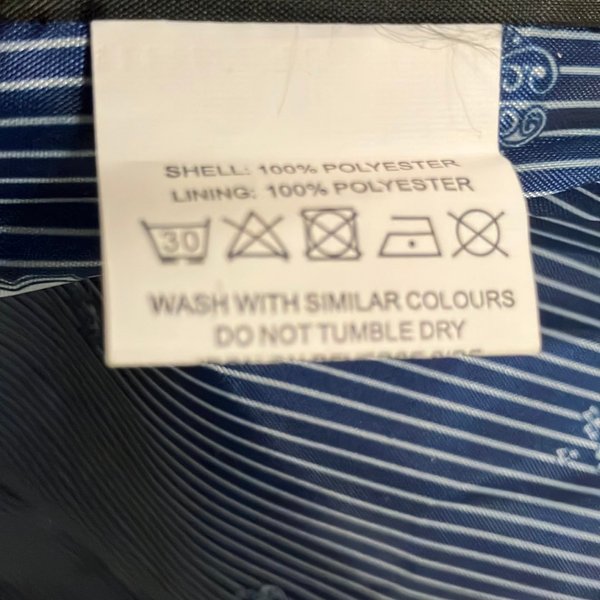 SHELL: 100% POLYESTER
LINING: 100% POLYESTER
30
WASH WITH SIMILAR COLOURS
DO NOT TUMBLE DRY